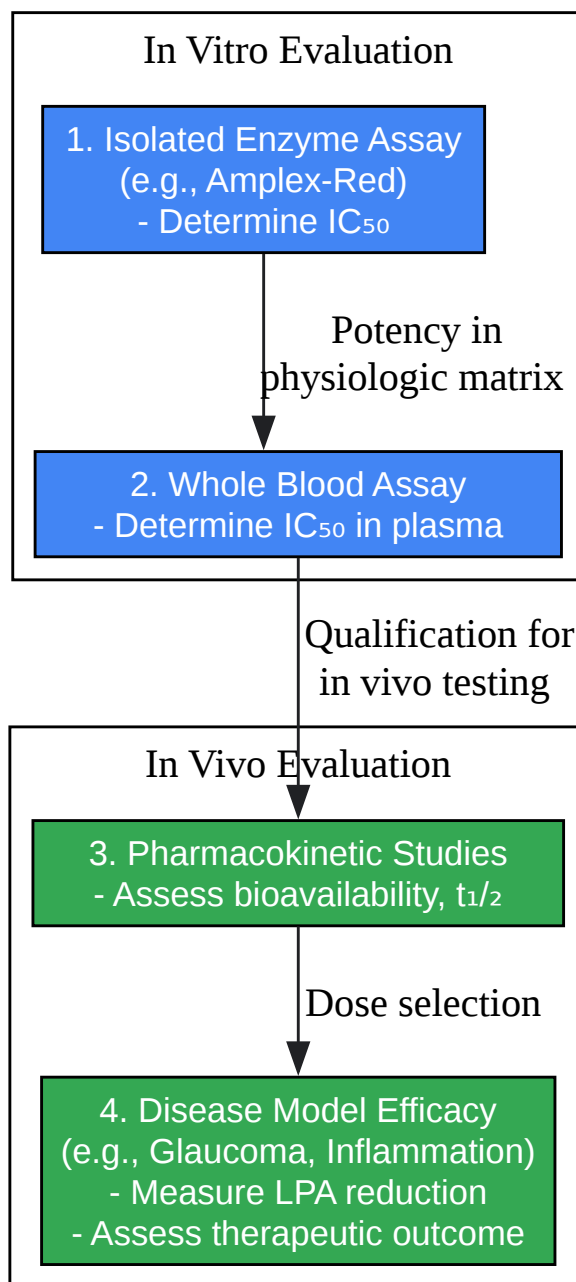 In Vitro Evaluation
1. Isolated Enzyme Assay
(e.g., Amplex-Red)
- Determine IC₅₀
Potency in
physiologic matrix
2. Whole Blood Assay
- Determine IC₅₀ in plasma
Qualification for
in vivo testing
In Vivo Evaluation
3. Pharmacokinetic Studies
- Assess bioavailability, t₁/₂
Dose selection
4. Disease Model Efficacy
(e.g., Glaucoma, Inflammation)
- Measure LPA reduction
- Assess therapeutic outcome